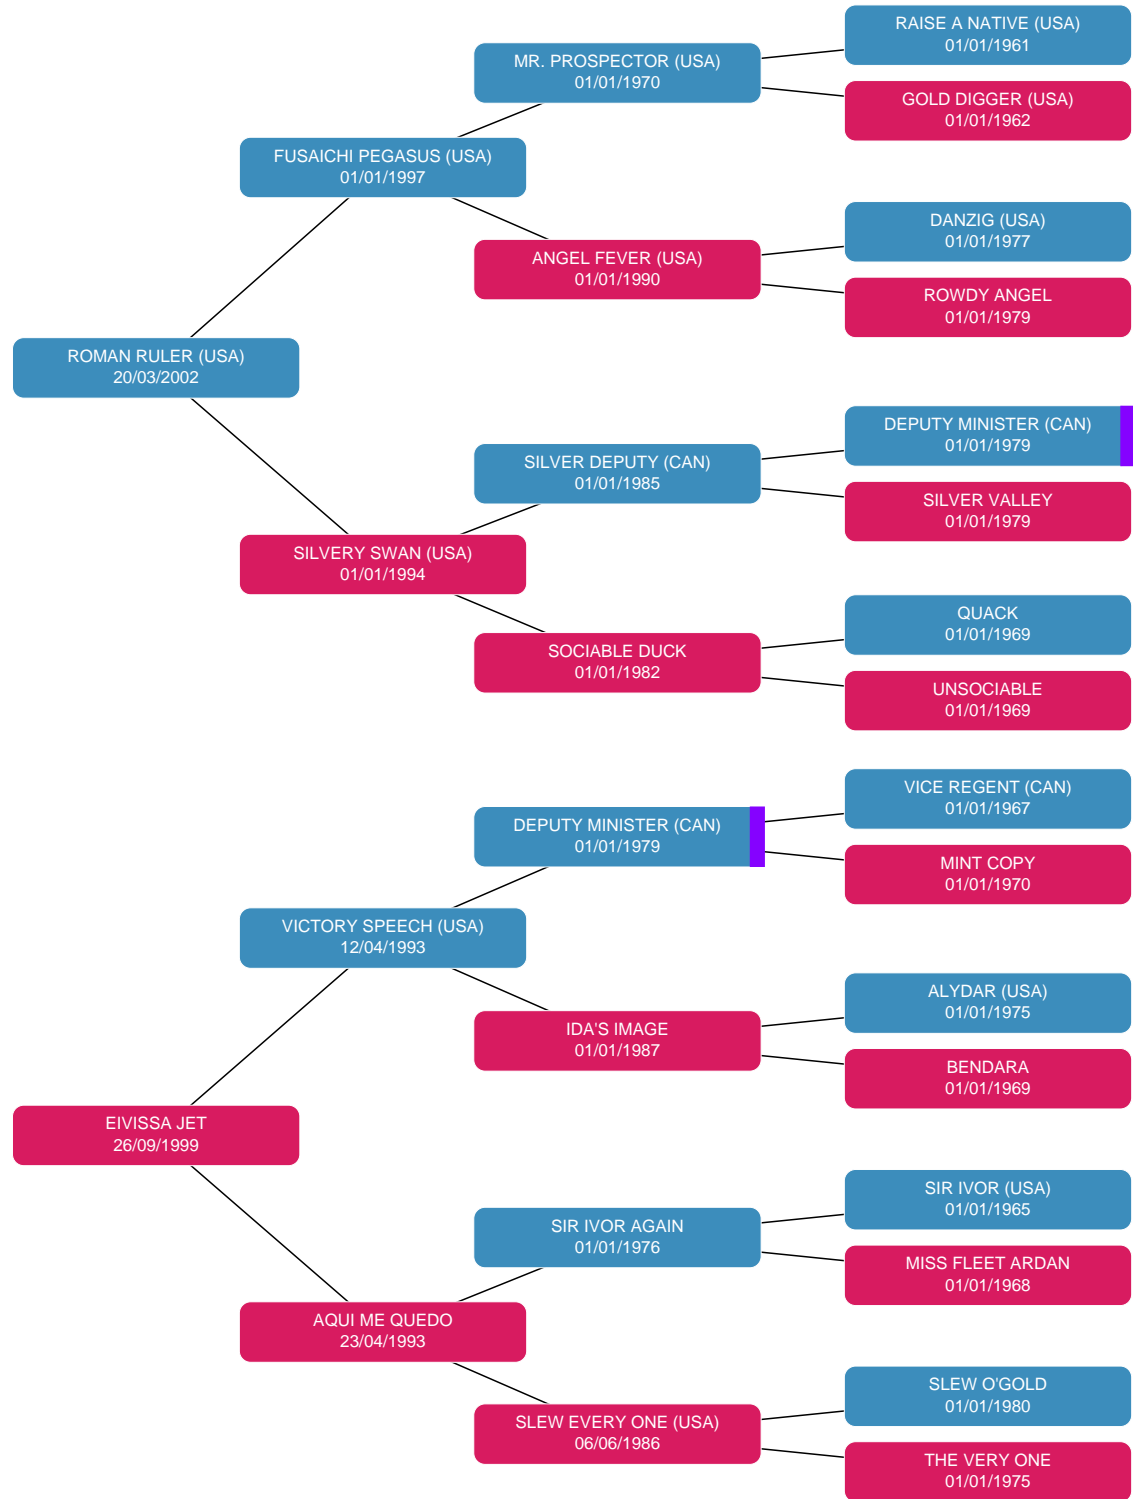 RAISE A NATIVE (USA)
01/01/1961
MR. PROSPECTOR (USA)
01/01/1970
GOLD DIGGER (USA)
01/01/1962
FUSAICHI PEGASUS (USA)
01/01/1997
DANZIG (USA)
01/01/1977
ANGEL FEVER (USA)
01/01/1990
ROWDY ANGEL
01/01/1979
ROMAN RULER (USA)
20/03/2002
DEPUTY MINISTER (CAN)
01/01/1979
SILVER DEPUTY (CAN)
01/01/1985
SILVER VALLEY
01/01/1979
SILVERY SWAN (USA)
01/01/1994
QUACK
01/01/1969
SOCIABLE DUCK
01/01/1982
UNSOCIABLE
01/01/1969
VICE REGENT (CAN)
01/01/1967
DEPUTY MINISTER (CAN)
01/01/1979
MINT COPY
01/01/1970
VICTORY SPEECH (USA)
12/04/1993
ALYDAR (USA)
01/01/1975
IDA'S IMAGE
01/01/1987
BENDARA
01/01/1969
EIVISSA JET
26/09/1999
SIR IVOR (USA)
01/01/1965
SIR IVOR AGAIN
01/01/1976
MISS FLEET ARDAN
01/01/1968
AQUI ME QUEDO
23/04/1993
SLEW O'GOLD
01/01/1980
SLEW EVERY ONE (USA)
06/06/1986
THE VERY ONE
01/01/1975